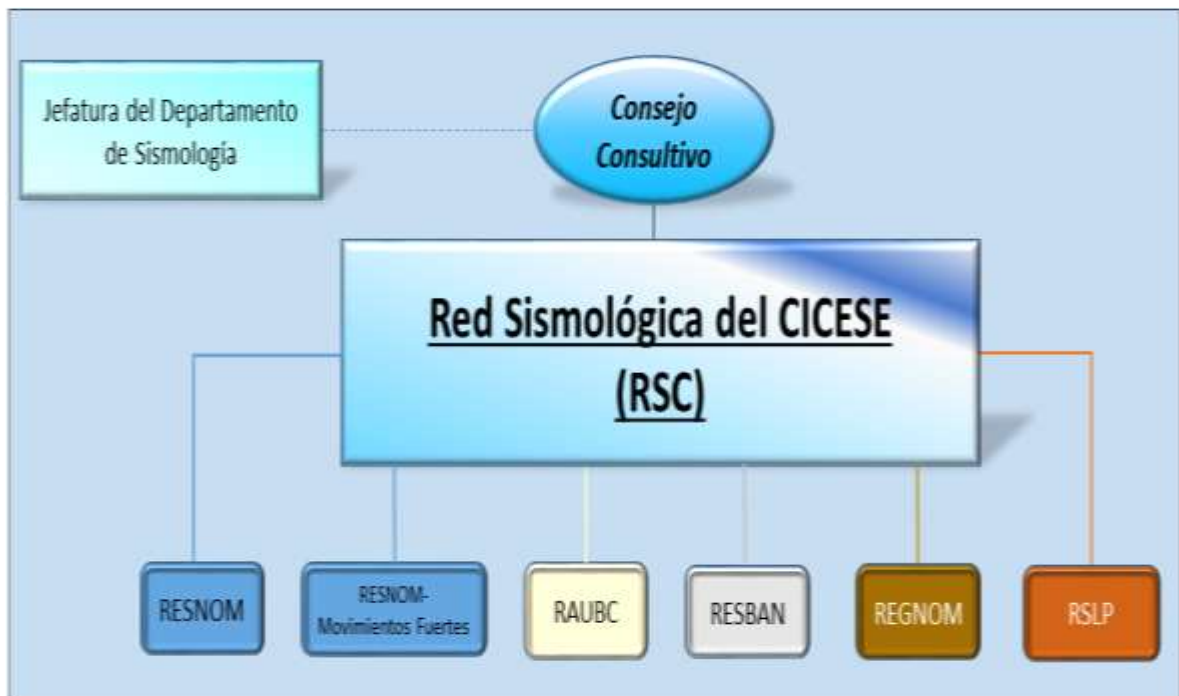 Jefatura del Departamento
de Sismología
Consejo
Consultivo
Red Sismológica del CICESE
(RSC)
RESNOM
RESNOM-
Movimientos Fuertes
RAUBC
RESBAN
REGNOM
RSLP